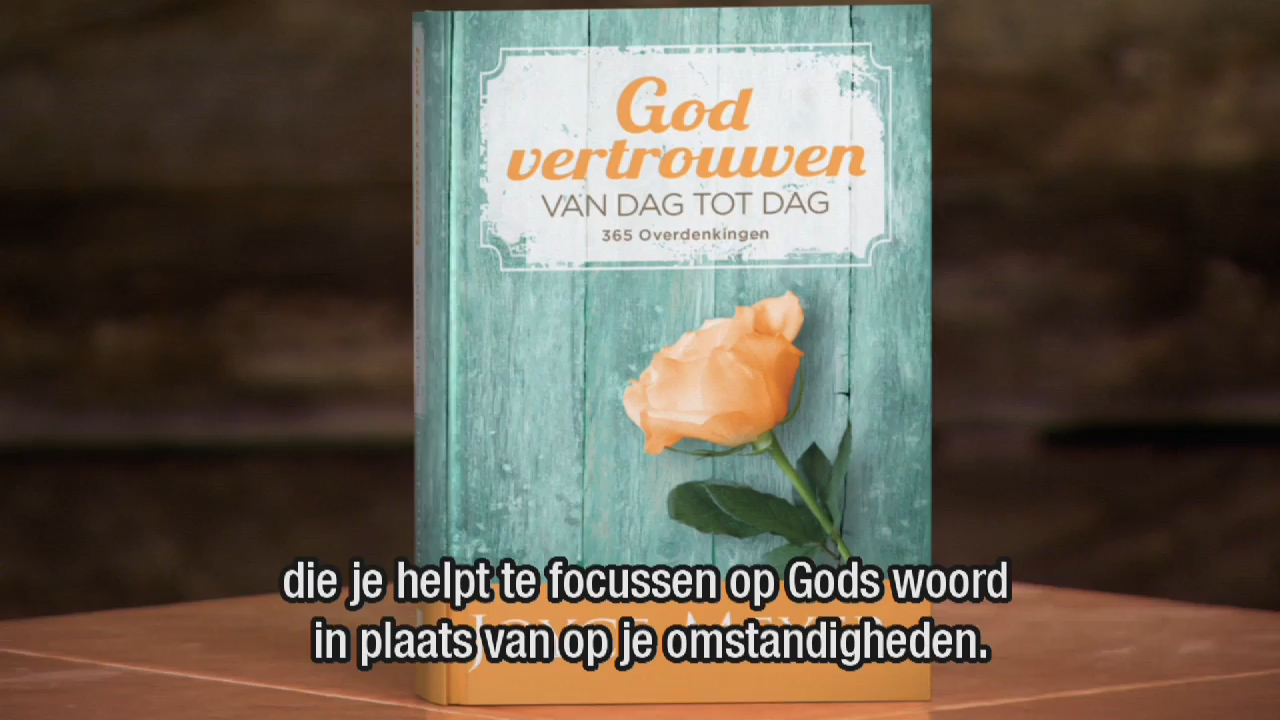 God
vertrouwen
VAN DAG TOT DAG
365 Overdenkingen
die je helpt te focussen op Gods woord
in plaats van op je omstandigheden.